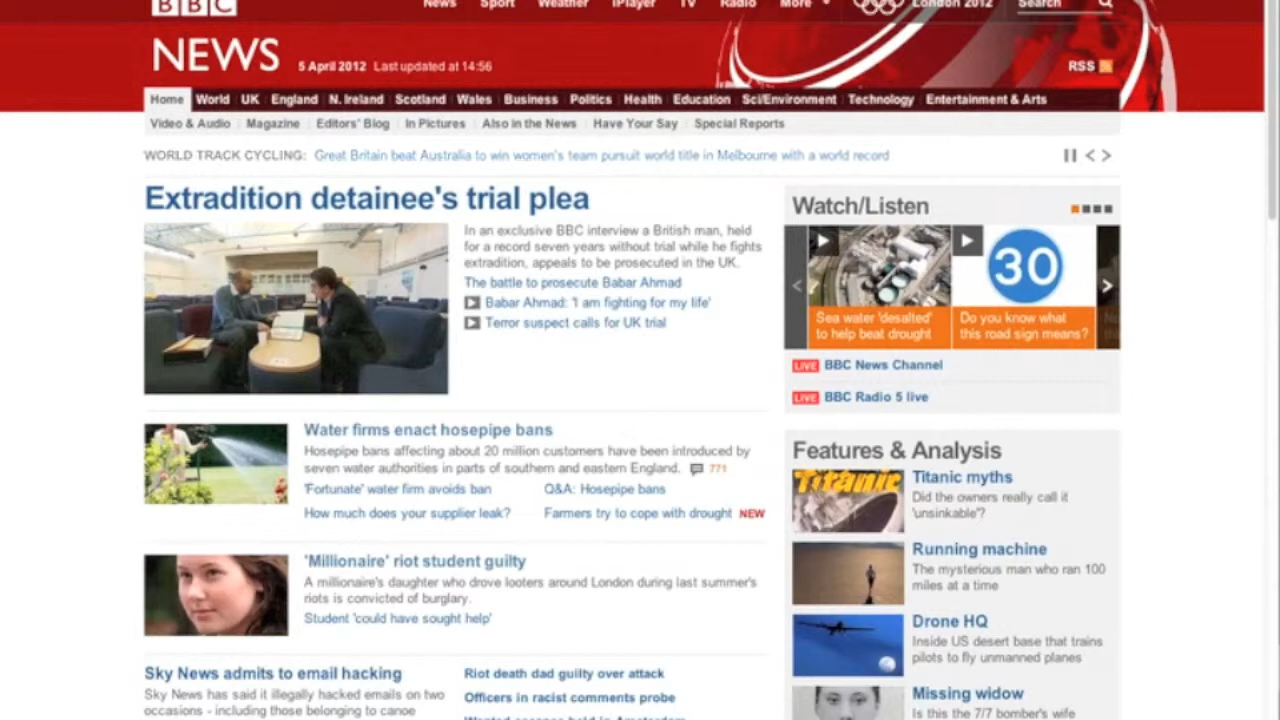 BBC
News Sport Weather iPlayer TV Radio More London 2012 Search
NEWS 5 April 2012 Last updated at 14:56
RSS
Home World UK England N. Ireland Scotland Wales Business Politics Health Education Sci/Environment Technology Entertainment & Arts
Video & Audio Magazine Editors' Blog In Pictures Also in the News Have Your Say Special Reports
WORLD TRACK CYCLING: Great Britain beat Australia to win women's team pursuit world title in Melbourne with a world record
Extradition detainee's trial plea
In an exclusive BBC interview a British man, held
for a record seven years without trial while he fights
extradition, appeals to be prosecuted in the UK.
The battle to prosecute Babar Ahmad
Babar Ahmad: 'I am fighting for my life'
Terror suspect calls for UK trial
Water firms enact hosepipe bans
Hosepipe bans affecting about 20 million customers have been introduced by
seven water authorities in parts of southern and eastern England. 771
'Fortunate' water firm avoids ban
Q&A: Hosepipe bans
How much does your supplier leak?
Farmers try to cope with drought NEW
'Millionaire' riot student guilty
A millionaire's daughter who drove looters around London during last summer's
riots is convicted of burglary.
Student 'could have sought help'
Sky News admits to email hacking
Sky News has said it illegally hacked emails on two
occasions - including those belonging to canoe
Riot death dad guilty over attack
Officers in racist comments probe
Watch/Listen
30
Sea water 'desalted'
to help beat drought
Do you know what
this road sign means?
LIVE BBC News Channel
LIVE BBC Radio 5 live
Features & Analysis
Titanic
Titanic myths
Did the owners really call it
'unsinkable'?
Running machine
The mysterious man who ran 100
miles at a time
Drone HQ
Inside US desert base that trains
pilots to fly unmanned planes
Missing widow
Is this the 7/7 bomber's wife